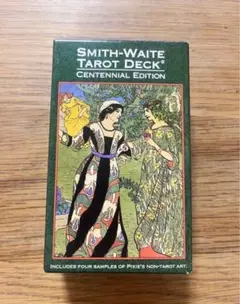 SMITH-WAITE
TAROT DECK®
CENTENNIAL EDITION
INCLUDES FOUR SAMPLES OF PIXIE'S NON-TAROT ART.